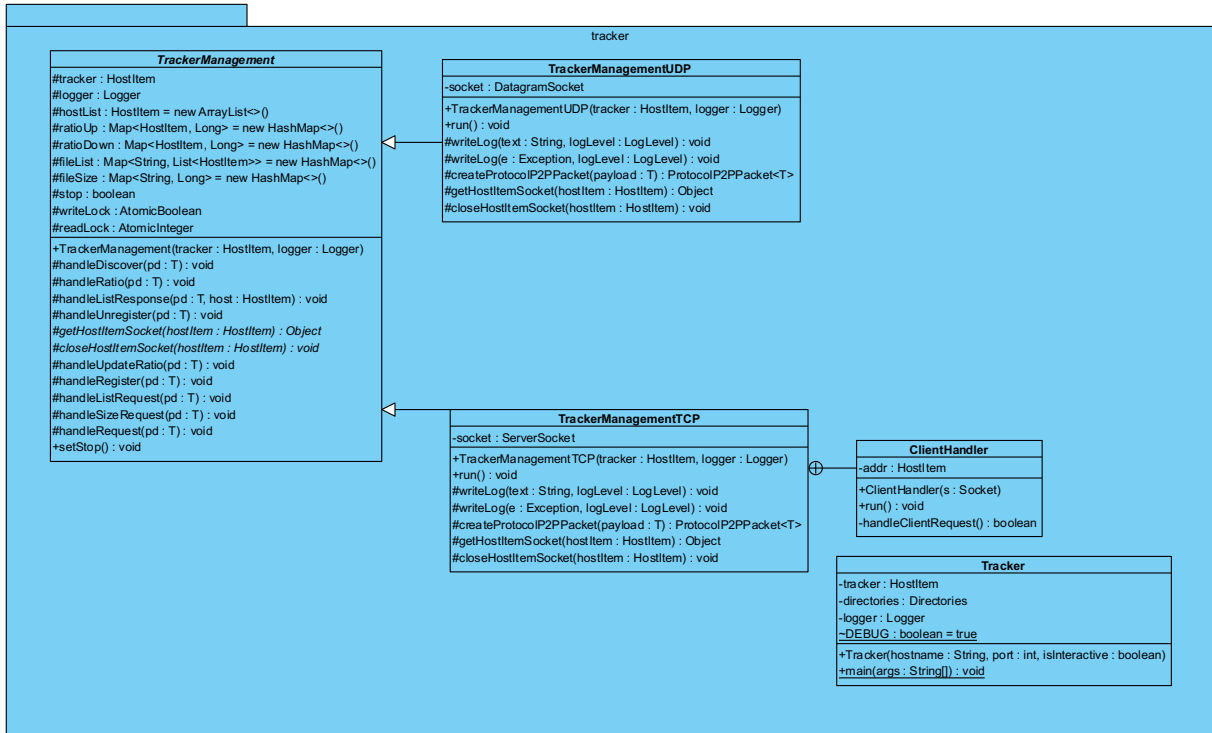 tracker
TrackerManagement
#tracker : HostItem
#logger : Logger
#hostList : HostItem = new ArrayList<>()
#ratioUp : Map<HostItem, Long> = new HashMap<>()
#ratioDown : Map<HostItem, Long> = new HashMap<>()
#fileList : Map<String, List<HostItem>> = new HashMap<>()
#fileSize : Map<String, Long> = new HashMap<>()
#stop : boolean
#writeLock : AtomicBoolean
#readLock : AtomicInteger
+TrackerManagement(tracker : HostItem, logger : Logger)
#handleDiscover(pd : T) : void
#handleRatio(pd : T) : void
#handleListResponse(pd : T, host : HostItem) : void
#handleUnregister(pd : T) : void
#getHostItemSocket(hostItem : HostItem) : Object
#closeHostItemSocket(hostItem : HostItem) : void
#handleUpdateRatio(pd : T) : void
#handleRegister(pd : T) : void
#handleListRequest(pd : T) : void
#handleSizeRequest(pd : T) : void
#handleRequest(pd : T) : void
+setStop() : void
TrackerManagementUDP
-socket : DatagramSocket
+TrackerManagementUDP(tracker : HostItem, logger : Logger)
+run() : void
#writeLog(text : String, logLevel : LogLevel) : void
#writeLog(e : Exception, logLevel : LogLevel) : void
#createProtocolP2PPacket(payload : T) : ProtocolP2PPacket<T>
#getHostItemSocket(hostItem : HostItem) : Object
#closeHostItemSocket(hostItem : HostItem) : void
TrackerManagementTCP
-socket : ServerSocket
+TrackerManagementTCP(tracker : HostItem, logger : Logger)
+run() : void
#writeLog(text : String, logLevel : LogLevel) : void
#writeLog(e : Exception, logLevel : LogLevel) : void
#createProtocolP2PPacket(payload : T) : ProtocolP2PPacket<T>
#getHostItemSocket(hostItem : HostItem) : Object
#closeHostItemSocket(hostItem : HostItem) : void
ClientHandler
-addr : HostItem
+ClientHandler(s : Socket)
+run() : void
-handleClientRequest() : boolean
Tracker
-tracker : HostItem
-directories : Directories
-logger : Logger
~DEBUG : boolean = true
+Tracker(hostname : String, port : int, isInteractive : boolean)
+main(args : String[]) : void